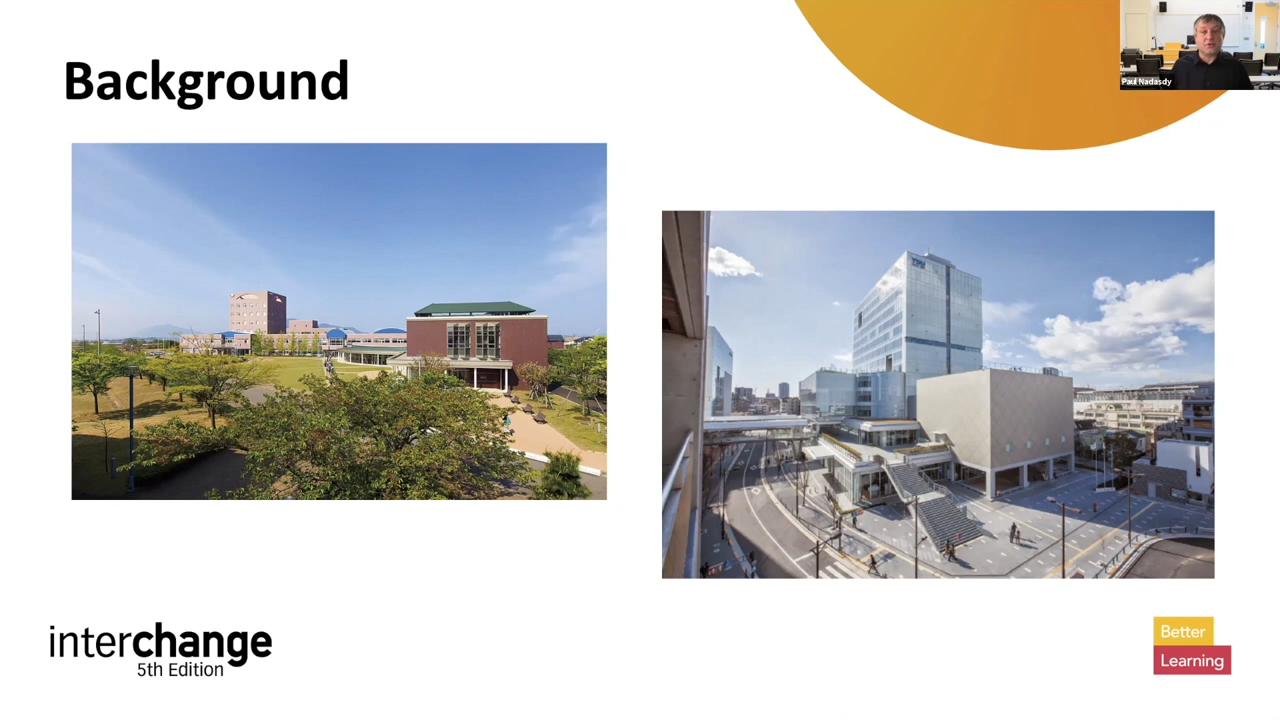 Background
Paul Nadasdy
interchange
5th Edition
Better
Learning